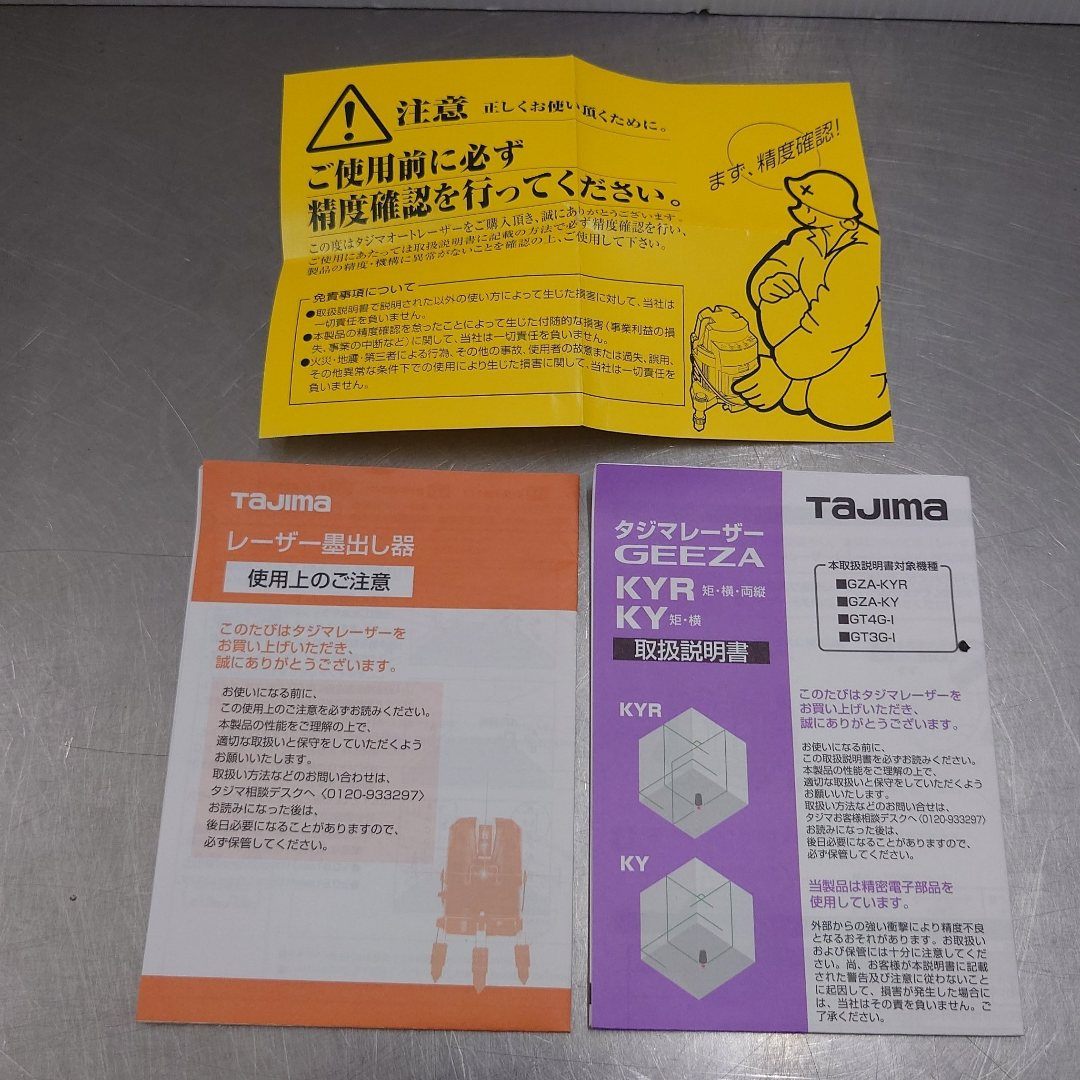 注意 正しくお使い頂くために。
ご使用前に必ず
精度確認を行ってください。
この度はタジマオートレーザーをご購入頂き、誠にありがとうございます。
ご使用にあたっては取扱説明書に記載の方法で必ず精度確認を行い、
製品の精度・機構に異常がないことを確認の上、ご使用して下さい。
まず、精度確認!
免責事項について
●取扱説明書で説明された以外の使い方によって生じた損害に対して、当社は
一切責任を負いません。
●本製品の精度確認を怠ったことによって生じた付随的な損害(事業利益の損
失、事業の中断など)に関して、当社は一切責任を負いません。
●火災・地震・第三者による行為、その他の事故、使用者の故意または過失、誤用、
その他異常な条件下での使用により生じた損害に関して、当社は一切責任を
負いません。
TaJIma
レーザー墨出し器
使用上のご注意
このたびはタジマレーザーを
お買い上げいただき、
誠にありがとうございます。
お使いになる前に、
この使用上のご注意を必ずお読みください。
本製品の性能をご理解の上で、
適切な取扱いと保守をしていただくよう
お願いいたします。
取扱い方法などのお問い合わせは、
タジマ相談デスクへ〈0120-933297〉
お読みになった後は、
後日必要になることがありますので、
必ず保管してください。
タジマレーザー
GEEZA
KYR 矩・横・両縦
KY 矩・横
取扱説明書
KYR
KY
TaJIma
本取扱説明書対象機種
■GZA-KYR
■GZA-KY
■GT4G-I
■GT3G-I
このたびはタジマレーザーを
お買い上げいただき、
誠にありがとうございます。
お使いになる前に、
この取扱説明書を必ずお読みください。
本製品の性能をご理解の上で、
適切な取扱いと保守をしていただくよう
お願いいたします。
取扱い方法などのお問い合せは、
タジマお客様相談デスクへ〈0120-933297〉
お読みになった後は、
後日必要になることがありますので、
必ず保管してください。
当製品は精密電子部品を
使用しています。
外部からの強い衝撃により精度不良
となるおそれがあります。お取扱い
および保管には十分に注意してくだ
さい。尚、お客様が本説明書に記載
された警告及び注意に従わないこと
に起因して、損害が発生した場合に
は、当社はその責を負いません。ご
了承ください。